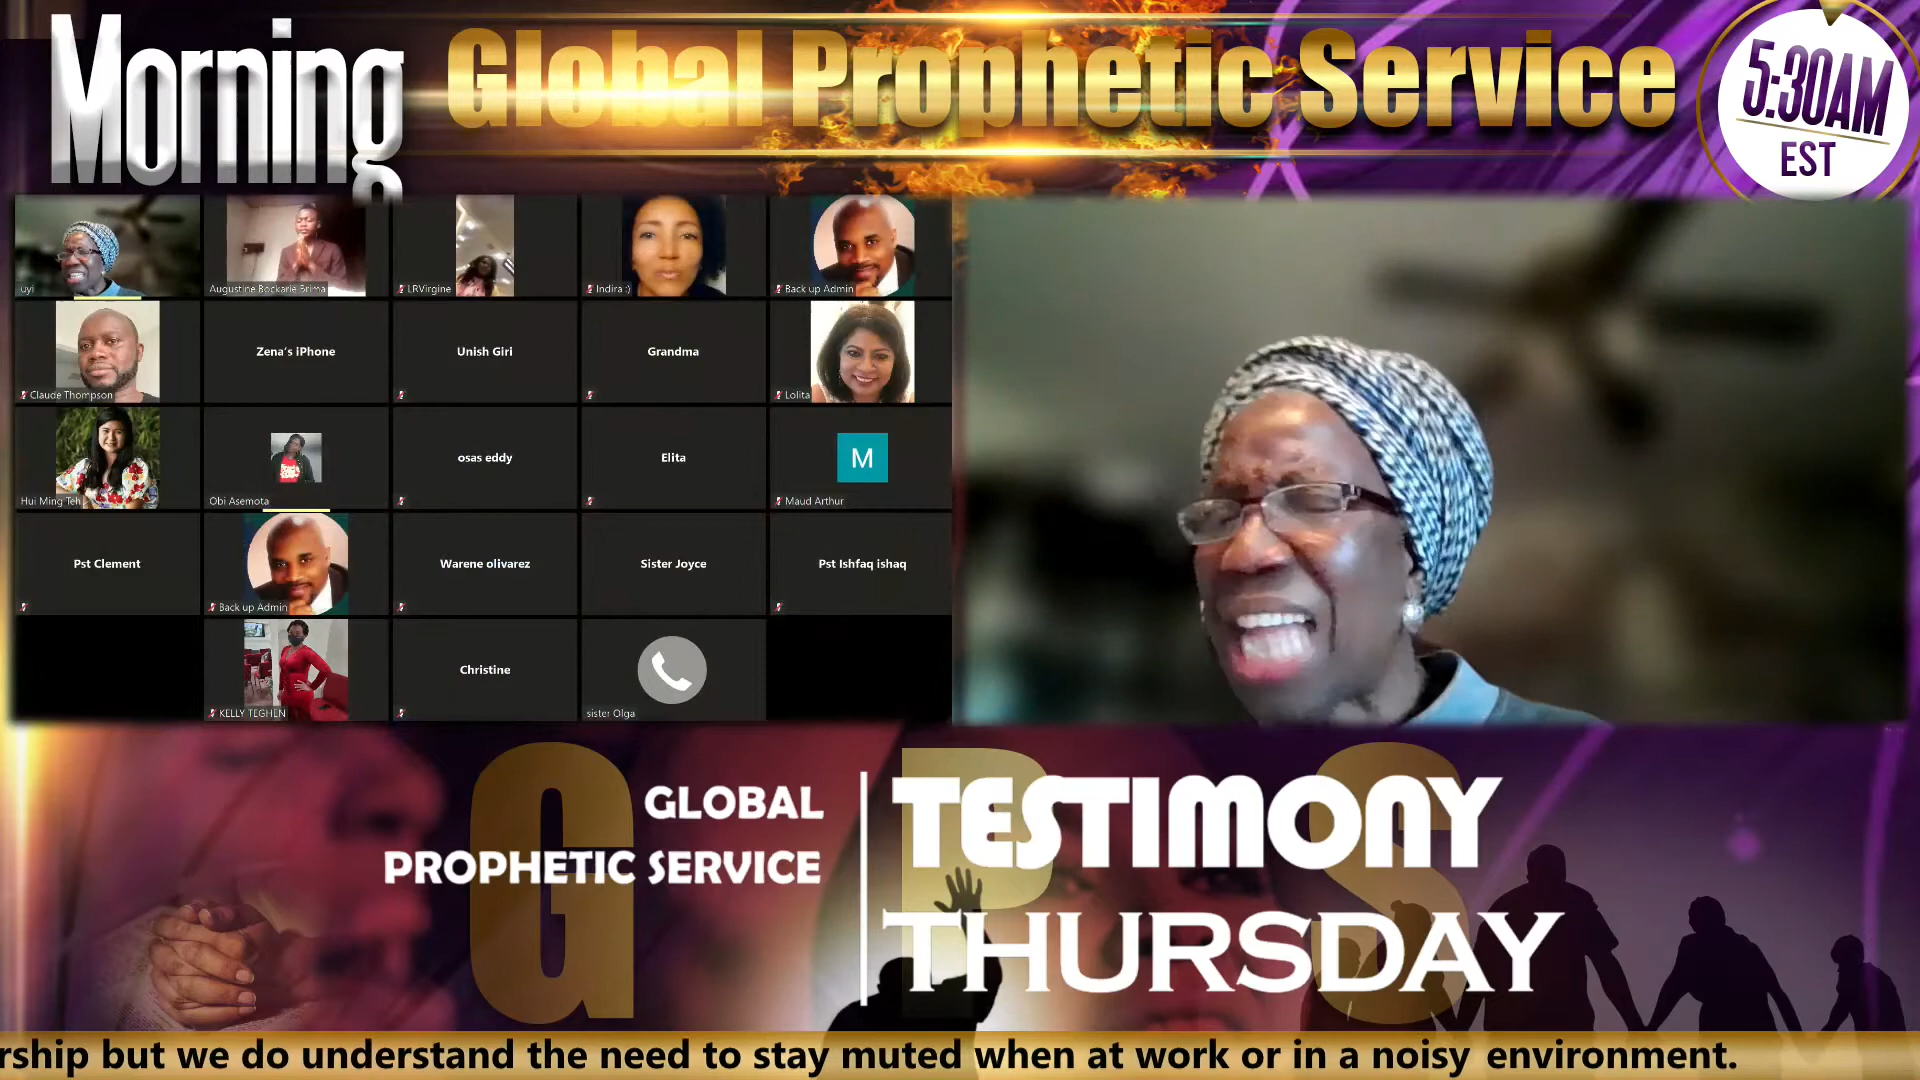 Morning
Global Prophetic Service
5:30AM
EST
uyi
Augustine Bockarie Brima
LRVirgine
Indira :)
Back up Admin
Claude Thompson
Zena's iPhone
Unish Giri
Grandma
Lolita
Hui Ming Teh
Obi Asemota
osas eddy
Elita
M
Maud Arthur
Pst Clement
Back up Admin
Warene olivarez
Sister Joyce
Pst Ishfaq ishaq
KELLY TEGHEN
Christine
sister Olga
G P S
GLOBAL
PROPHETIC SERVICE
TESTIMONY
THURSDAY
rship but we do understand the need to stay muted when at work or in a noisy environment.